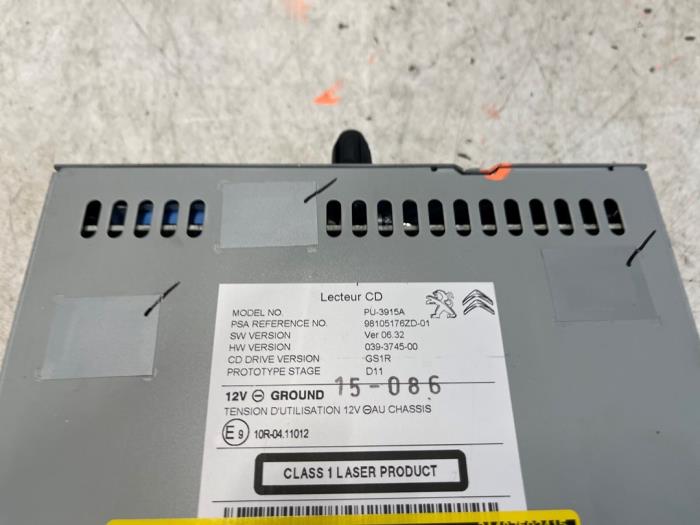 Lecteur CD
MODEL NO. PU-3915A
PSA REFERENCE NO. 98105176ZD-01
SW VERSION Ver 06.32
HW VERSION 039-3745-00
CD DRIVE VERSION GS1R
PROTOTYPE STAGE D11
15-086
12V ⊖ GROUND
TENSION D'UTILISATION 12V ⊖AU CHASSIS
E9 10R-04.11012
CLASS 1 LASER PRODUCT